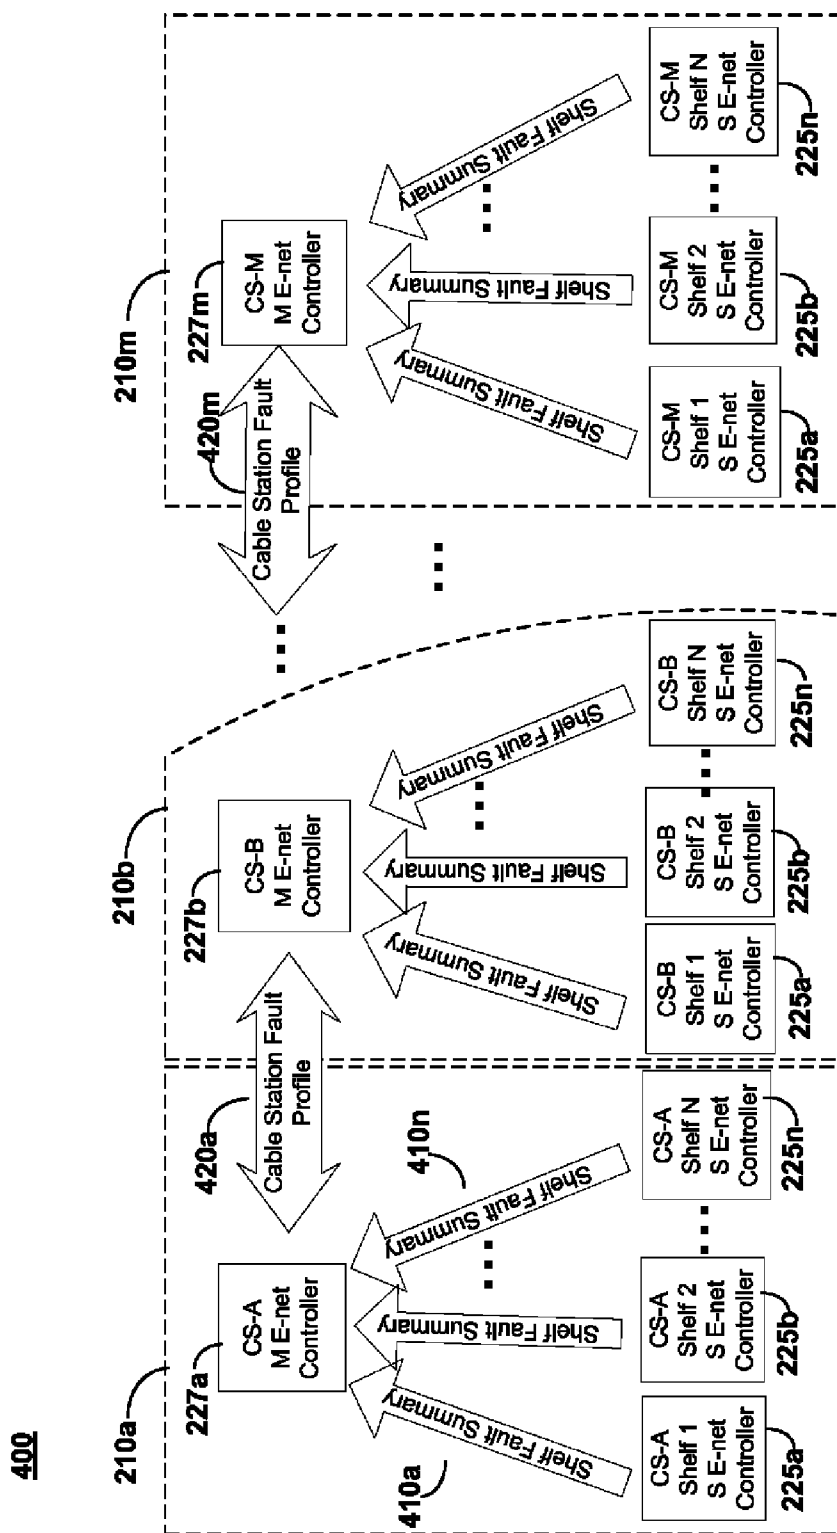 400
210a
210b
210m
227a
CS-A
M E-net
Controller
420a
Cable Station Fault
Profile
227b
CS-B
M E-net
Controller
420m
Cable Station Fault
Profile
227m
CS-M
M E-net
Controller
410a
Shelf Fault Summary
Shelf Fault Summary
Shelf Fault Summary
410n
Shelf Fault Summary
Shelf Fault Summary
Shelf Fault Summary
Shelf Fault Summary
Shelf Fault Summary
Shelf Fault Summary
CS-A
Shelf 1
S E-net
Controller
225a
CS-A
Shelf 2
S E-net
Controller
225b
CS-A
Shelf N
S E-net
Controller
225n
CS-B
Shelf 1
S E-net
Controller
225a
CS-B
Shelf 2
S E-net
Controller
225b
CS-B
Shelf N
S E-net
Controller
225n
CS-M
Shelf 1
S E-net
Controller
225a
CS-M
Shelf 2
S E-net
Controller
225b
CS-M
Shelf N
S E-net
Controller
225n